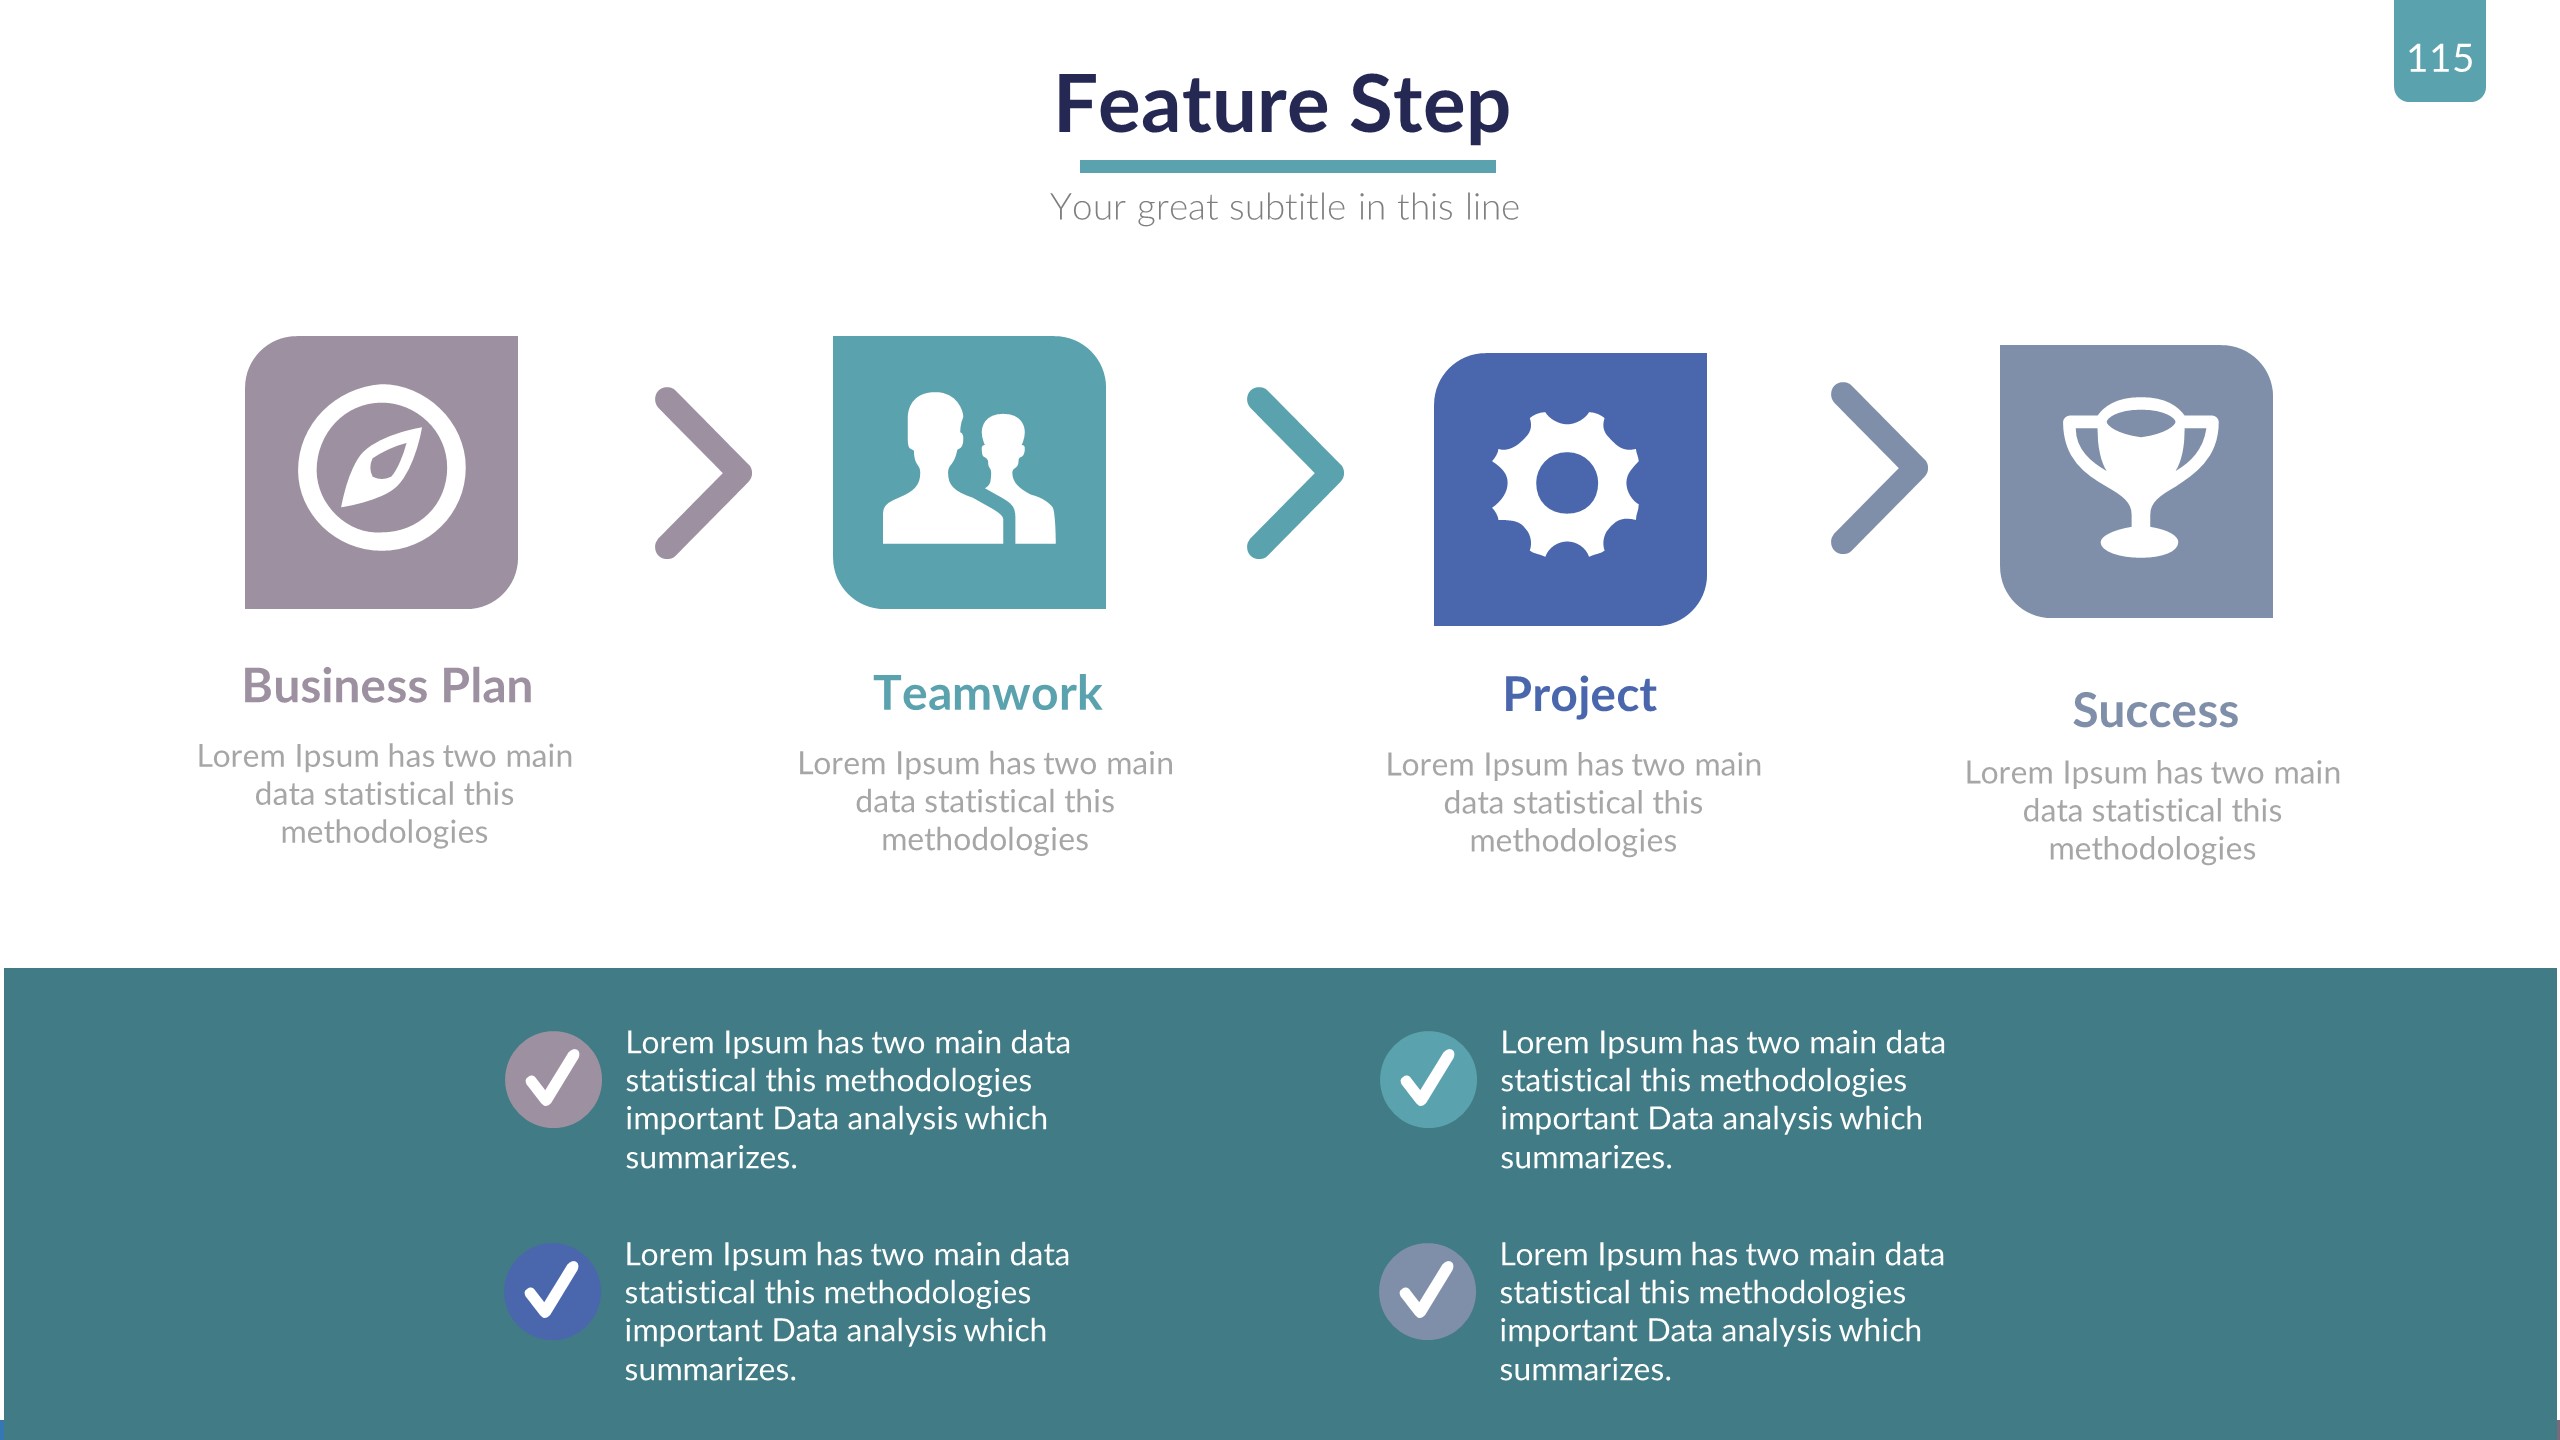 115
Feature Step
Your great subtitle in this line
Business Plan
Lorem Ipsum has two main
data statistical this
methodologies
Teamwork
Lorem Ipsum has two main
data statistical this
methodologies
Project
Lorem Ipsum has two main
data statistical this
methodologies
Success
Lorem Ipsum has two main
data statistical this
methodologies
Lorem Ipsum has two main data
statistical this methodologies
important Data analysis which
summarizes.
Lorem Ipsum has two main data
statistical this methodologies
important Data analysis which
summarizes.
Lorem Ipsum has two main data
statistical this methodologies
important Data analysis which
summarizes.
Lorem Ipsum has two main data
statistical this methodologies
important Data analysis which
summarizes.